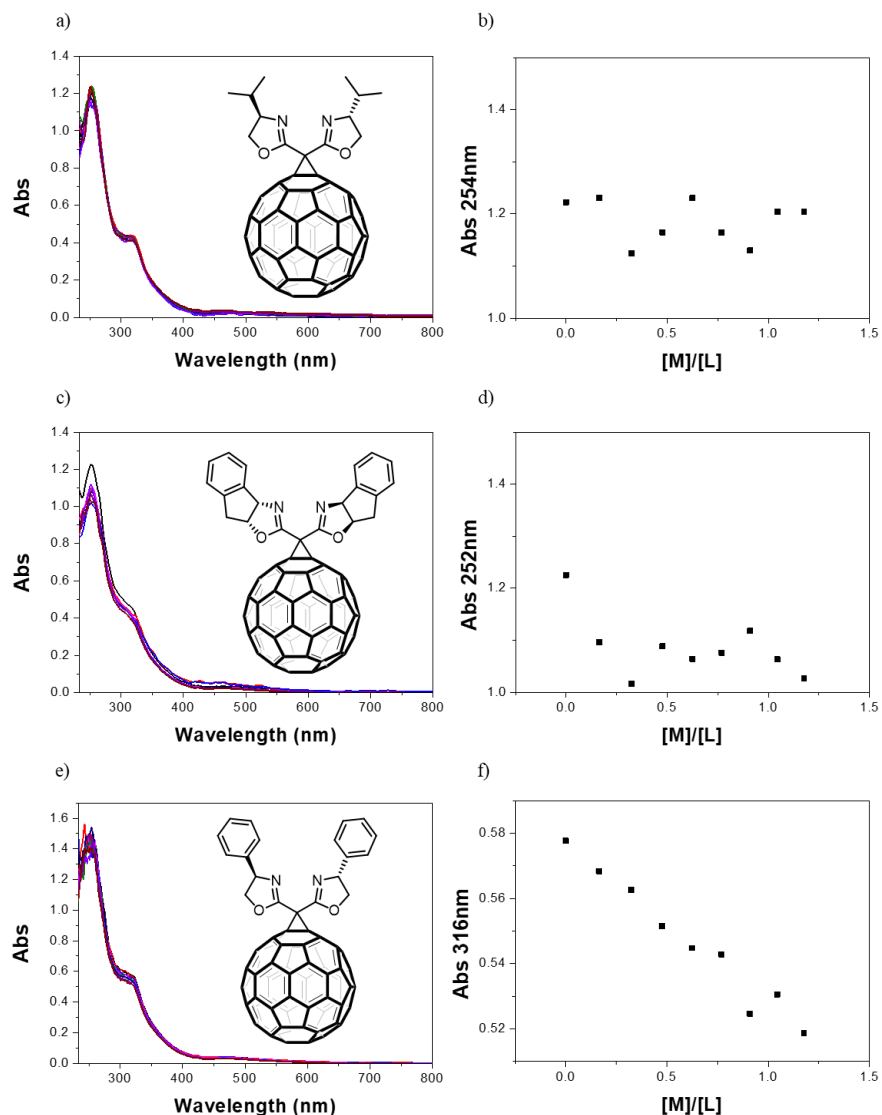 a)
b)
1.4
1.2
1.0
0.8
0.6
0.4
0.2
0.0
Abs
300 400 500 600 700 800
Wavelength (nm)
N N
O O
1.5
1.4
1.2
1.0
Abs 254nm
0.0 0.5 1.0 1.5
[M]/[L]
c)
d)
1.4
1.2
1.0
0.8
0.6
0.4
0.2
0.0
Abs
300 400 500 600 700 800
Wavelength (nm)
N N
O O
1.4
1.2
1.0
Abs 252nm
0.0 0.5 1.0 1.5
[M]/[L]
e)
f)
1.6
1.4
1.2
1.0
0.8
0.6
0.4
0.2
0.0
Abs
300 400 500 600 700 800
Wavelength (nm)
N N
O O
0.58
0.56
0.54
0.52
Abs 316nm
0.0 0.5 1.0 1.5
[M]/[L]